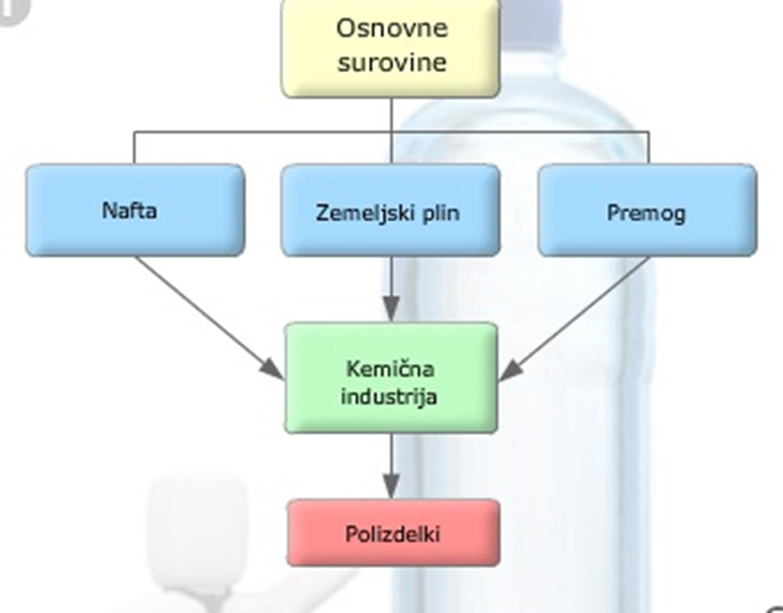 Osnovne
surovine
Nafta
Zemeljski plin
Premog
Kemična
industrija
Polizdelki